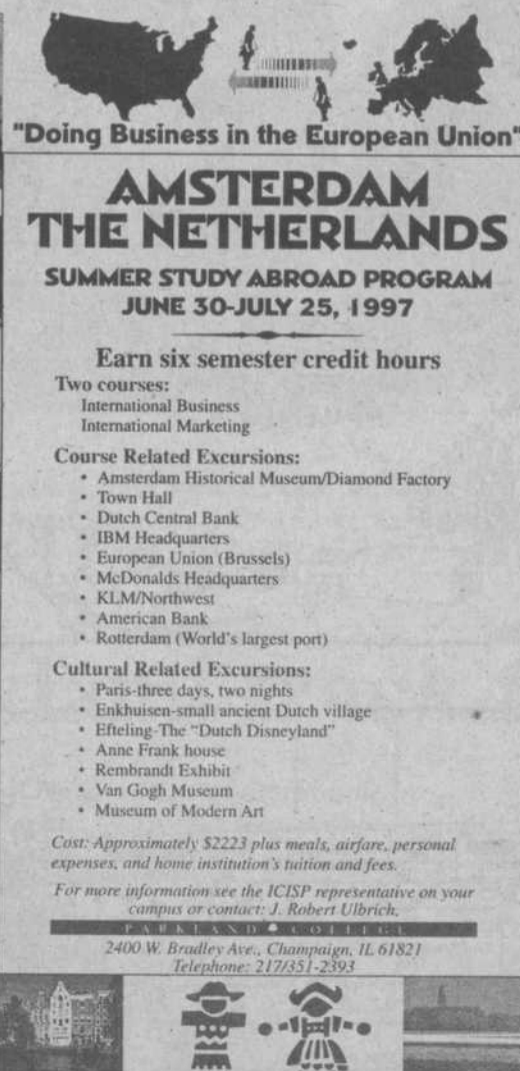 "Doing Business in the European Union"
AMSTERDAM
THE NETHERLANDS
SUMMER STUDY ABROAD PROGRAM
JUNE 30-JULY 25, 1997
Earn six semester credit hours
Two courses:
International Business
International Marketing
Course Related Excursions:
• Amsterdam Historical Museum/Diamond Factory
• Town Hall
• Dutch Central Bank
• IBM Headquarters
• European Union (Brussels)
• McDonalds Headquarters
• KLM/Northwest
• American Bank
• Rotterdam (World's largest port)
Cultural Related Excursions:
• Paris-three days, two nights
• Enkhuisen-small ancient Dutch village
• Efteling-The "Dutch Disneyland"
• Anne Frank house
• Rembrandt Exhibit
• Van Gogh Museum
• Museum of Modern Art
Cost: Approximately $2223 plus meals, airfare, personal
expenses, and home institution's tuition and fees.
For more information see the ICISP representative on your
campus or contact: J. Robert Ulbrich,
PARKLAND COLLEGE
2400 W. Bradley Ave., Champaign, IL 61821
Telephone: 217/351-2393